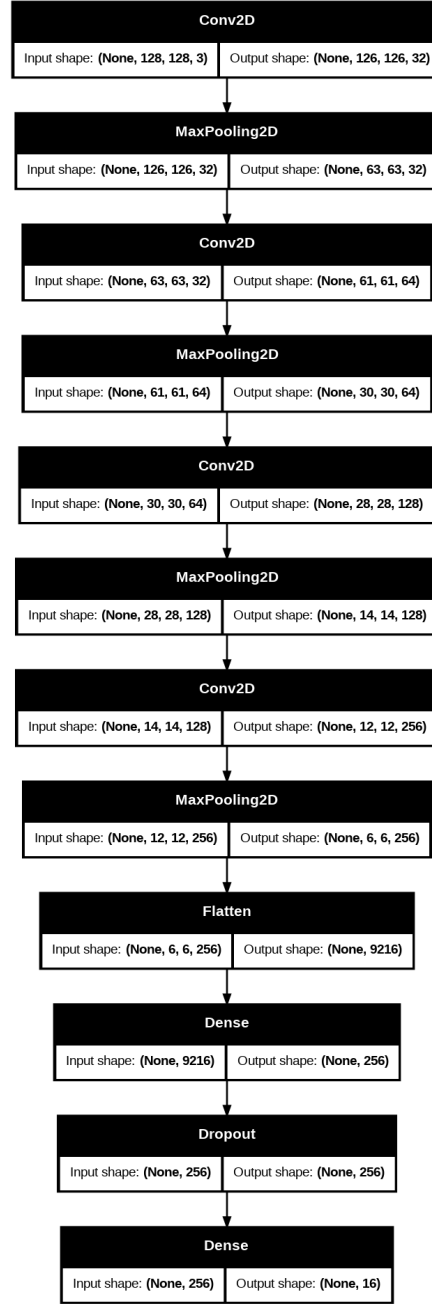 Conv2D
Input shape: (None, 128, 128, 3) Output shape: (None, 126, 126, 32)
MaxPooling2D
Input shape: (None, 126, 126, 32) Output shape: (None, 63, 63, 32)
Conv2D
Input shape: (None, 63, 63, 32) Output shape: (None, 61, 61, 64)
MaxPooling2D
Input shape: (None, 61, 61, 64) Output shape: (None, 30, 30, 64)
Conv2D
Input shape: (None, 30, 30, 64) Output shape: (None, 28, 28, 128)
MaxPooling2D
Input shape: (None, 28, 28, 128) Output shape: (None, 14, 14, 128)
Conv2D
Input shape: (None, 14, 14, 128) Output shape: (None, 12, 12, 256)
MaxPooling2D
Input shape: (None, 12, 12, 256) Output shape: (None, 6, 6, 256)
Flatten
Input shape: (None, 6, 6, 256) Output shape: (None, 9216)
Dense
Input shape: (None, 9216) Output shape: (None, 256)
Dropout
Input shape: (None, 256) Output shape: (None, 256)
Dense
Input shape: (None, 256) Output shape: (None, 16)